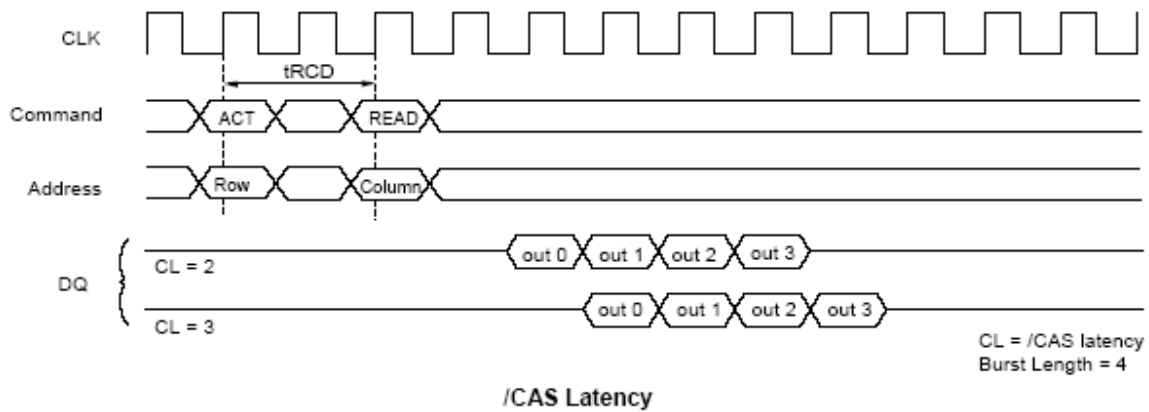 CLK
tRCD
Command ACT READ
Address Row Column
DQ
CL = 2 out 0 out 1 out 2 out 3
CL = 3 out 0 out 1 out 2 out 3
CL = /CAS latency
Burst Length = 4
/CAS Latency